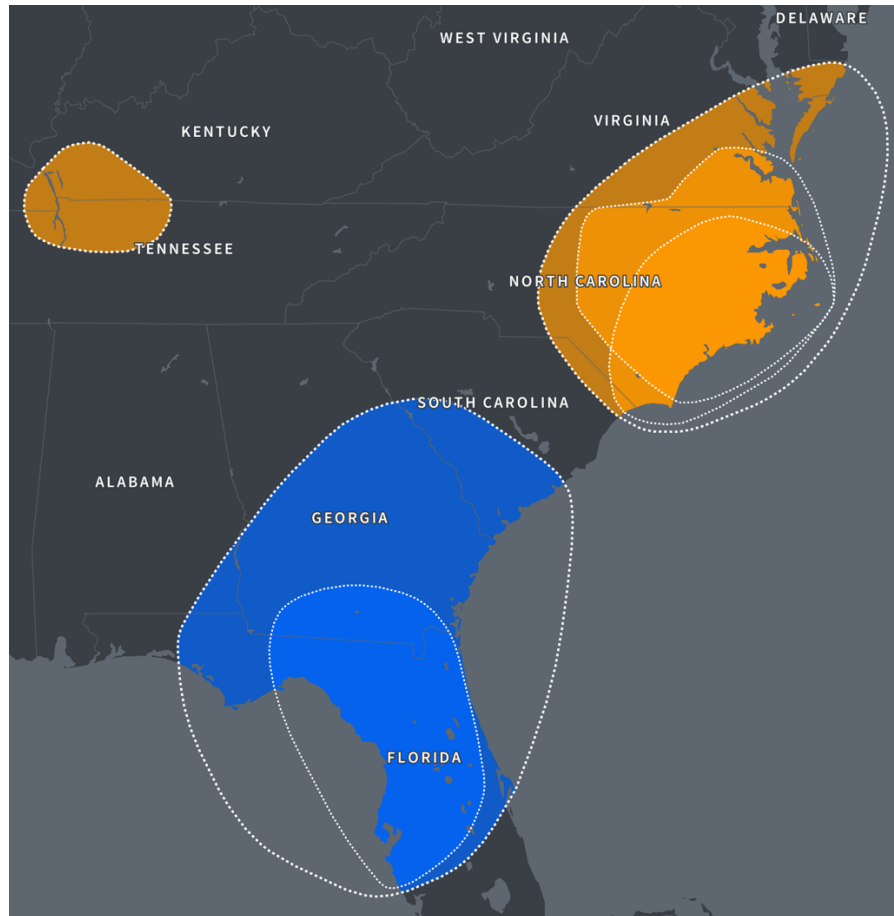 DELAWARE
WEST VIRGINIA
VIRGINIA
KENTUCKY
TENNESSEE
NORTH CAROLINA
SOUTH CAROLINA
ALABAMA
GEORGIA
FLORIDA